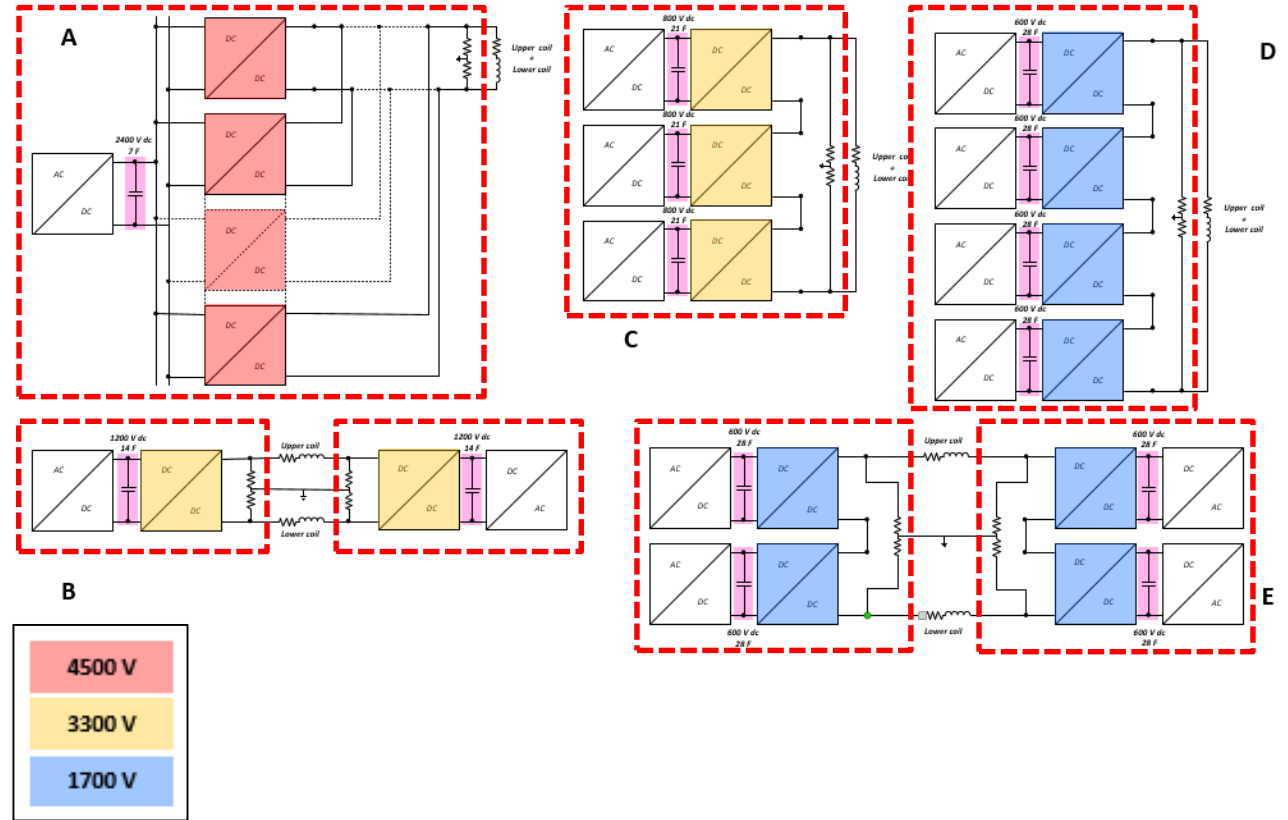 A
DC
DC
Upper coil
+
Lower coil
DC
DC
2400 V dc
7 F
AC
DC
DC
DC
DC
DC
800 V dc
21 F
AC
DC
DC
DC
800 V dc
21 F
AC
DC
DC
DC
Upper coil
+
Lower coil
800 V dc
21 F
AC
DC
DC
DC
C
D
600 V dc
28 F
AC
DC
DC
DC
600 V dc
28 F
AC
DC
DC
DC
Upper coil
+
Lower coil
600 V dc
28 F
AC
DC
DC
DC
600 V dc
28 F
AC
DC
DC
DC
1200 V dc
14 F
AC
DC
DC
DC
Upper coil
Lower coil
1200 V dc
14 F
DC
DC
DC
AC
B
600 V dc
28 F
AC
DC
DC
DC
Upper coil
600 V dc
28 F
DC
DC
DC
AC
AC
DC
DC
DC
600 V dc
28 F
Lower coil
DC
DC
DC
AC
600 V dc
28 F
E
4500 V
3300 V
1700 V